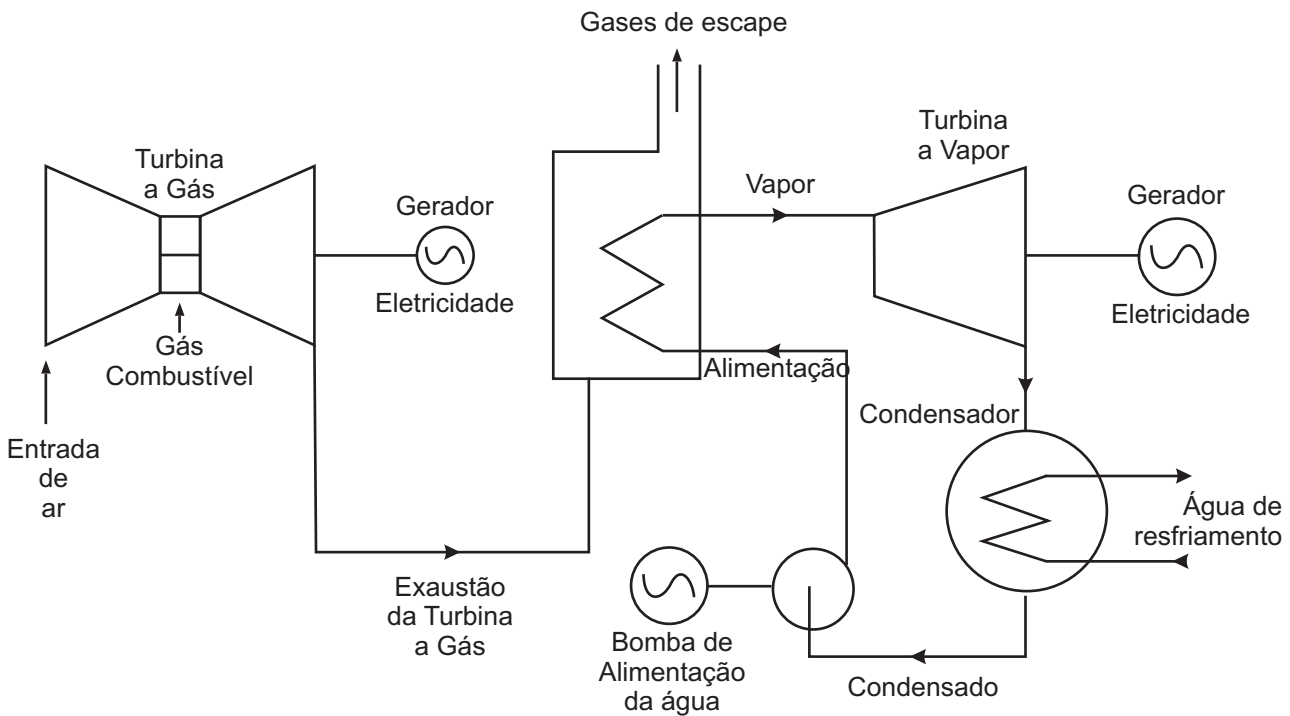 Gases de escape
Turbina
a Gás
Gerador
Eletricidade
Gás
Combustível
Entrada
de
ar
Vapor
Turbina
a Vapor
Gerador
Eletricidade
Alimentação
Condensador
Água de
resfriamento
Exaustão
da Turbina
a Gás
Bomba de
Alimentação
da água
Condensado